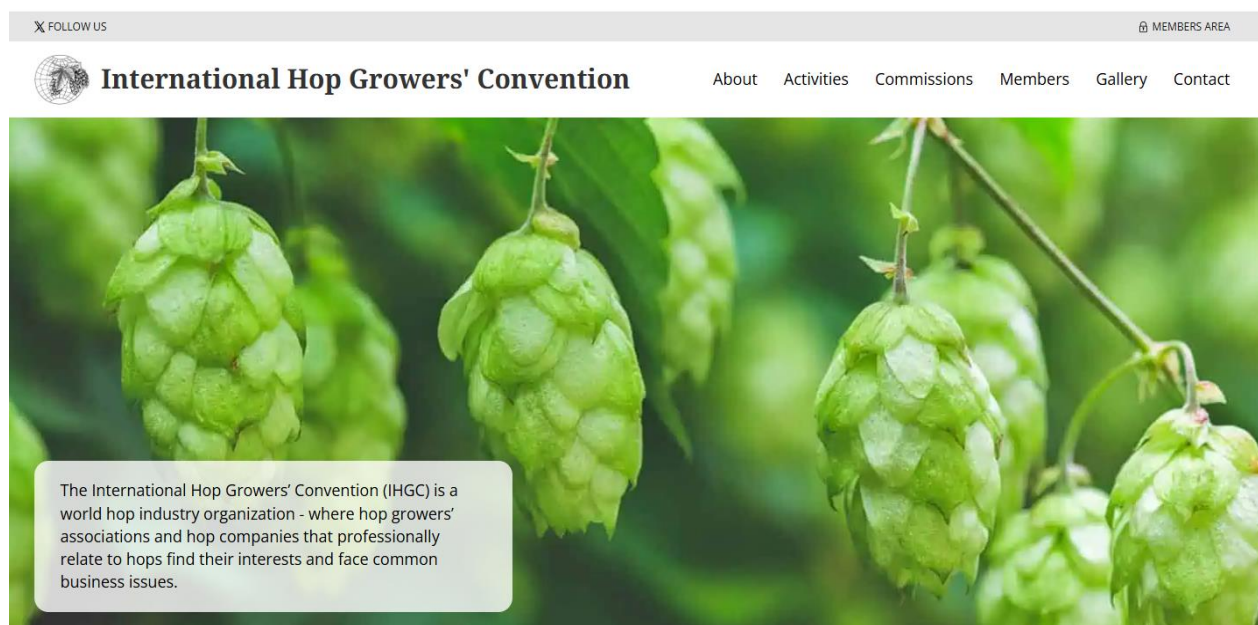 FOLLOW US
MEMBERS AREA
International Hop Growers' Convention
About
Activities
Commissions
Members
Gallery
Contact
The International Hop Growers’ Convention (IHGC) is a
world hop industry organization - where hop growers’
associations and hop companies that professionally
relate to hops find their interests and face common
business issues.